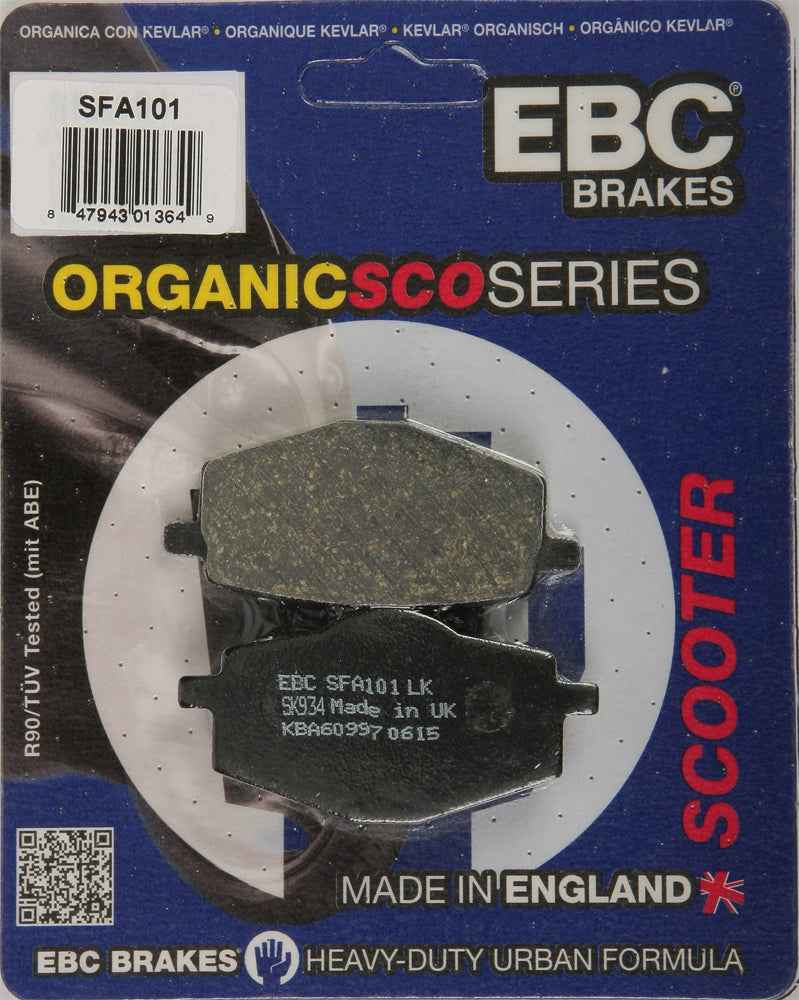 ORGANICA CON KEVLAR® • ORGANIQUE KEVLAR® • KEVLAR® ORGANISCH • ORGÂNICO KEVLAR®
SFA101
8 47943 01364 9
EBC®
BRAKES
ORGANICSCOSERIES
R90/TÜV Tested (mit ABE)
SCOOTER
EBC SFA101 LK
SK934 Made in UK
KBA60997 0615
MADE IN ENGLAND
EBC BRAKES HEAVY-DUTY URBAN FORMULA